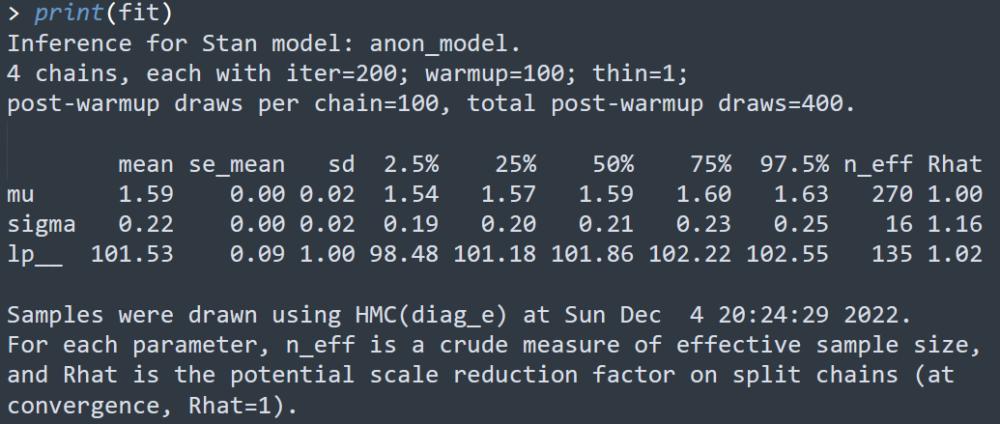 > print(fit)
Inference for Stan model: anon_model.
4 chains, each with iter=200; warmup=100; thin=1;
post-warmup draws per chain=100, total post-warmup draws=400.

        mean se_mean   sd  2.5%    25%    50%    75%  97.5% n_eff Rhat
mu      1.59    0.00 0.02  1.54   1.57   1.59   1.60   1.63   270 1.00
sigma   0.22    0.00 0.02  0.19   0.20   0.21   0.23   0.25    16 1.16
lp__  101.53    0.09 1.00 98.48 101.18 101.86 102.22 102.55   135 1.02

Samples were drawn using HMC(diag_e) at Sun Dec  4 20:24:29 2022.
For each parameter, n_eff is a crude measure of effective sample size,
and Rhat is the potential scale reduction factor on split chains (at
convergence, Rhat=1).